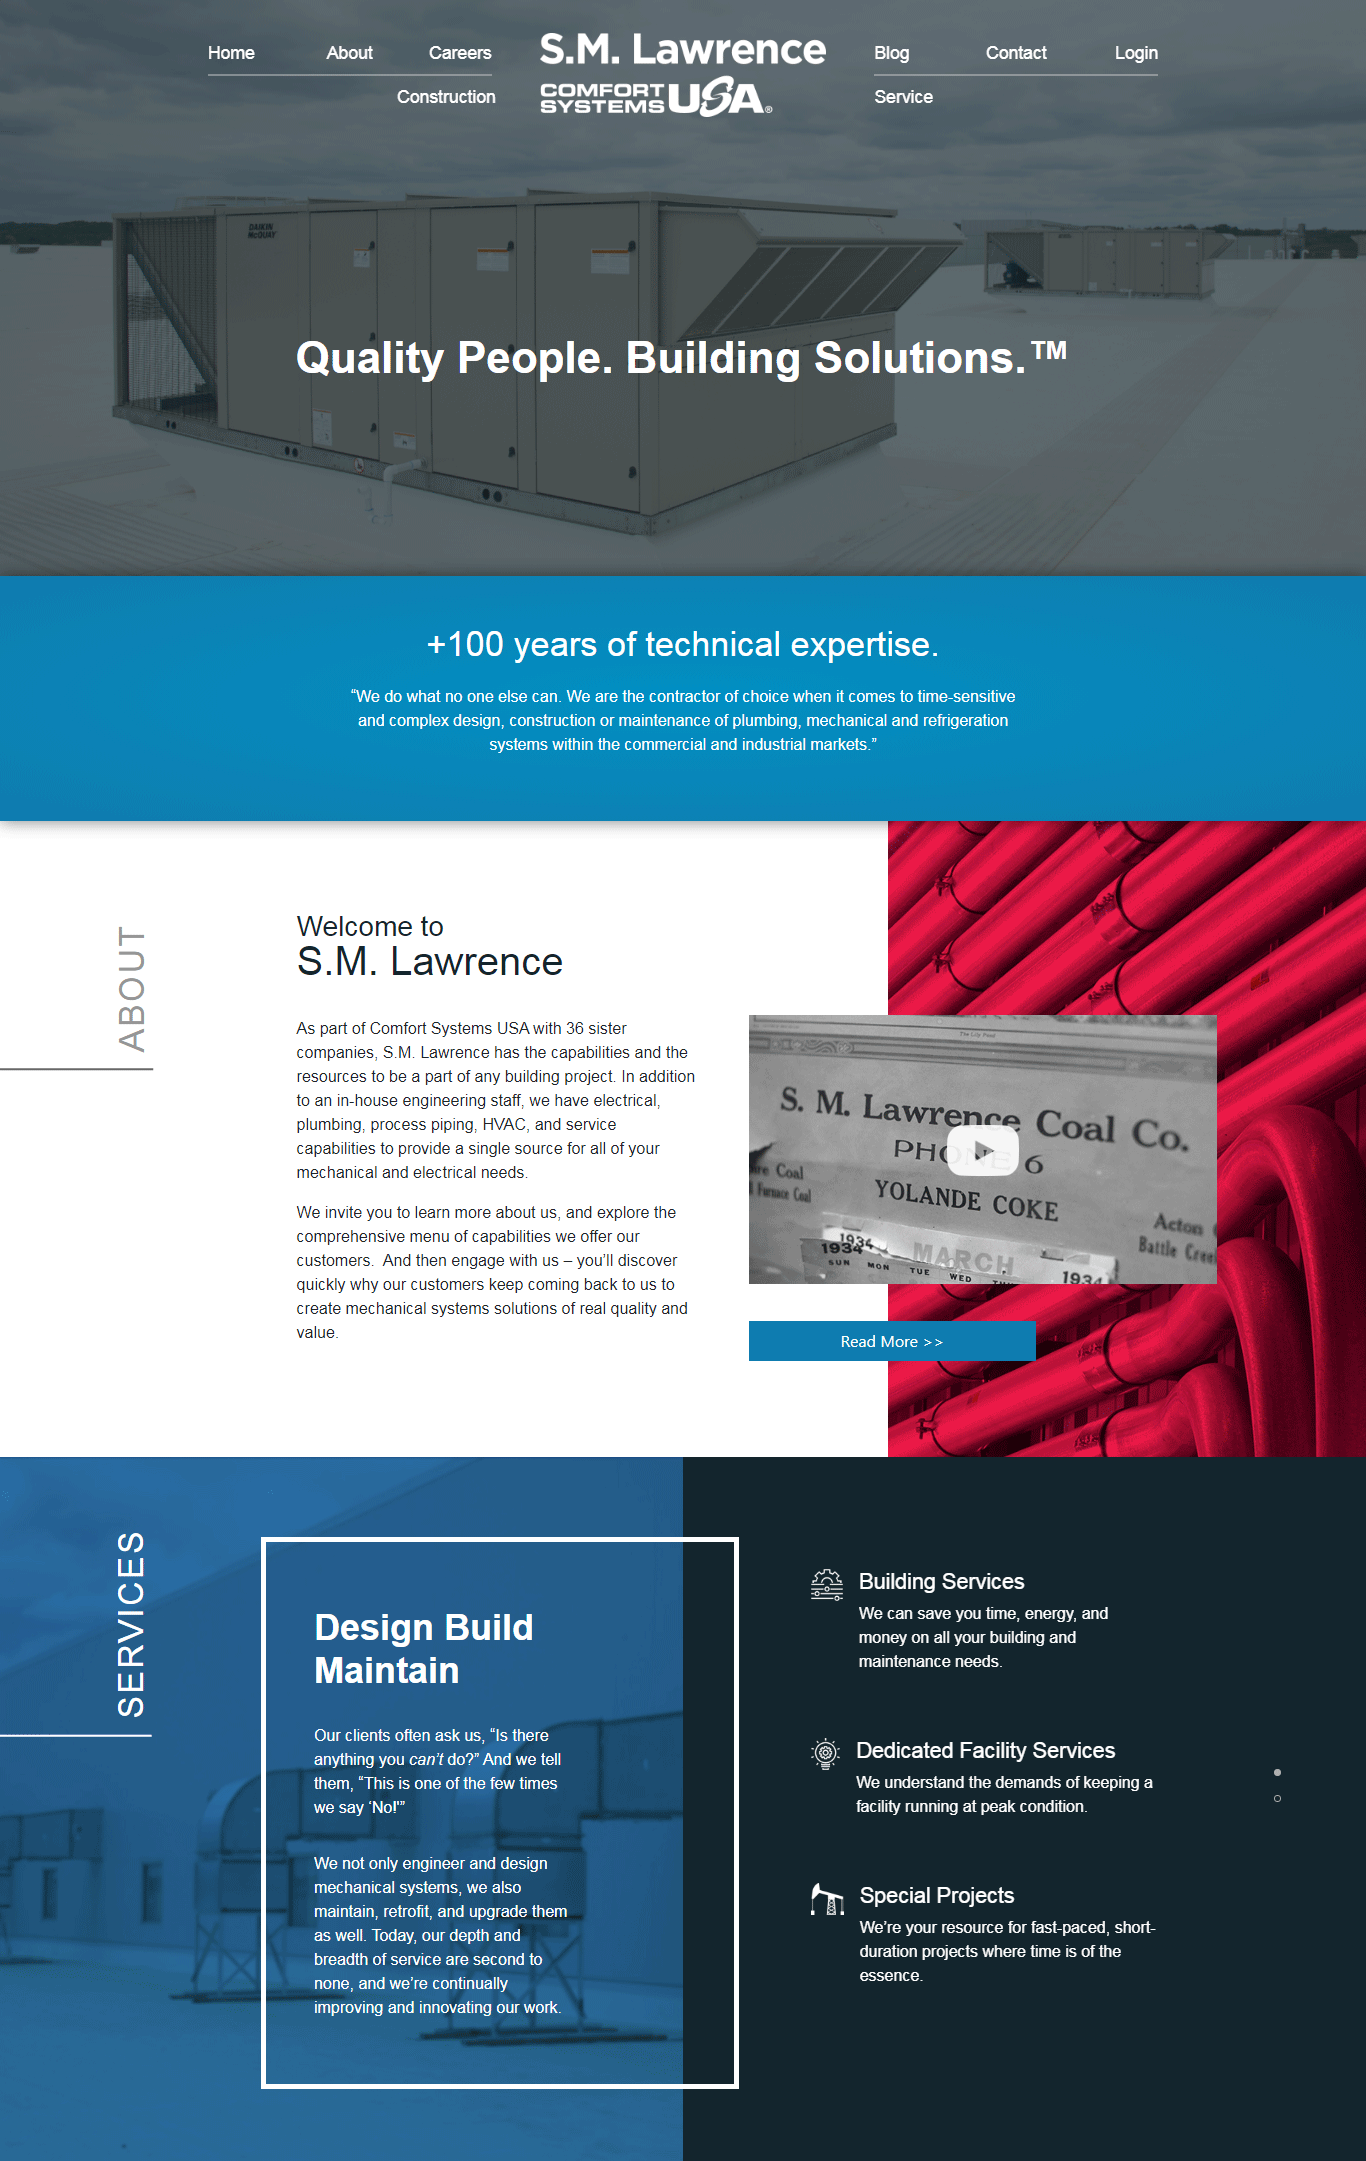 Home About Careers
Construction
S.M. Lawrence
COMFORT
SYSTEMS USA®
Blog Contact Login
Service
DAIKIN
McQUAY
Quality People. Building Solutions.™
+100 years of technical expertise.
“We do what no one else can. We are the contractor of choice when it comes to time-sensitive
and complex design, construction or maintenance of plumbing, mechanical and refrigeration
systems within the commercial and industrial markets.”
ABOUT
Welcome to
S.M. Lawrence
As part of Comfort Systems USA with 36 sister
companies, S.M. Lawrence has the capabilities and the
resources to be a part of any building project. In addition
to an in-house engineering staff, we have electrical,
plumbing, process piping, HVAC, and service
capabilities to provide a single source for all of your
mechanical and electrical needs.
We invite you to learn more about us, and explore the
comprehensive menu of capabilities we offer our
customers.  And then engage with us – you’ll discover
quickly why our customers keep coming back to us to
create mechanical systems solutions of real quality and
value.
S. M. Lawrence Coal Co.
PHONE 6
YOLANDE COKE
Coal
Furnace Coal
Acton
Battle Creek
1934
1934 MARCH 1934
SUN MON TUE WED
Read More >>
SERVICES
Design Build
Maintain
Our clients often ask us, “Is there
anything you can’t do?” And we tell
them, “This is one of the few times
we say ‘No!’”
We not only engineer and design
mechanical systems, we also
maintain, retrofit, and upgrade them
as well. Today, our depth and
breadth of service are second to
none, and we’re continually
improving and innovating our work.
Building Services
We can save you time, energy, and
money on all your building and
maintenance needs.
Dedicated Facility Services
We understand the demands of keeping a
facility running at peak condition.
Special Projects
We’re your resource for fast-paced, short-
duration projects where time is of the
essence.